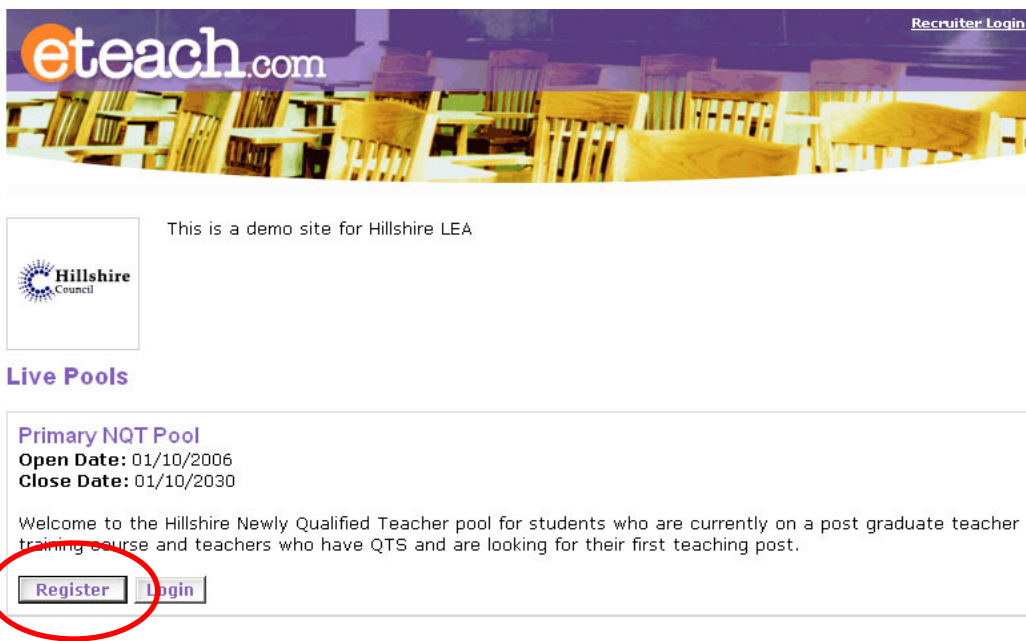 Recruiter Login
eteach.com
This is a demo site for Hillshire LEA
Hillshire
Council
Live Pools
Primary NQT Pool
Open Date: 01/10/2006
Close Date: 01/10/2030
Welcome to the Hillshire Newly Qualified Teacher pool for students who are currently on a post graduate teacher
training course and teachers who have QTS and are looking for their first teaching post.
Register Login